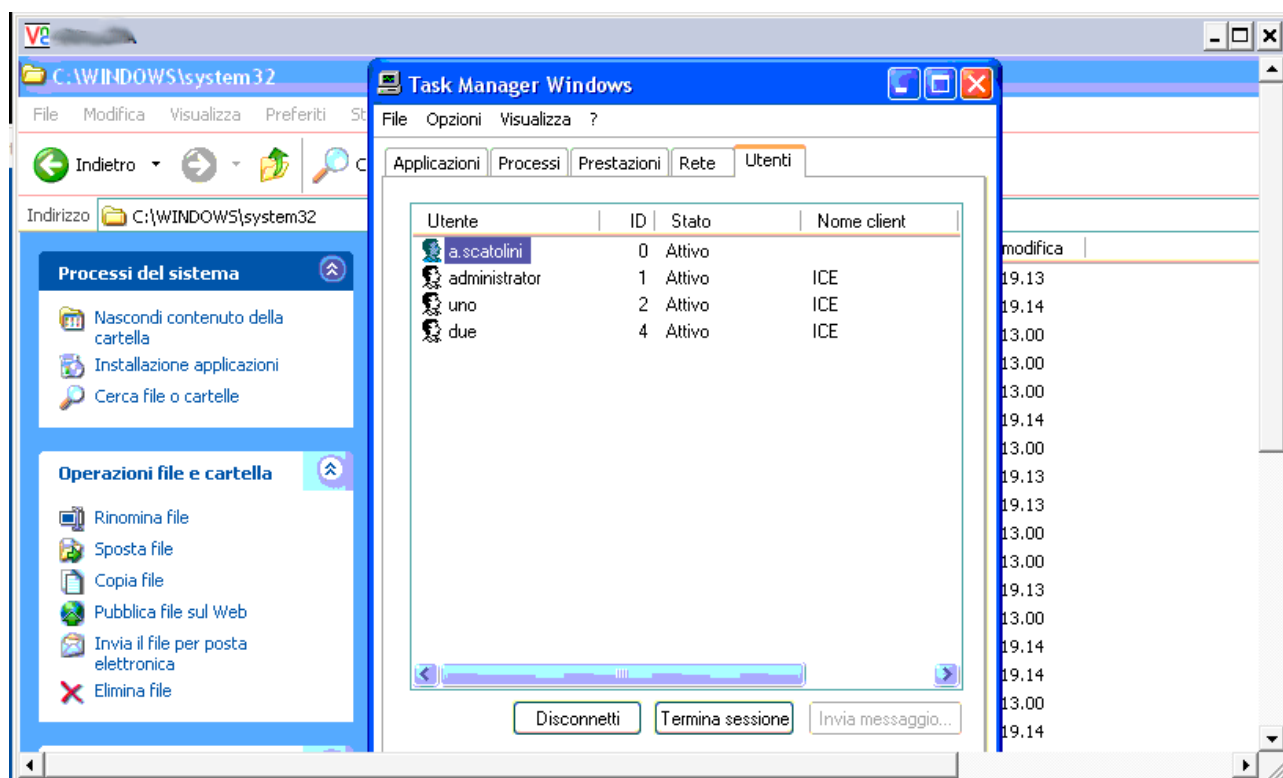 VS
C:\WINDOWS\system32
File Modifica Visualizza Preferiti St
Indietro
C
Indirizzo C:\WINDOWS\system32
Processi del sistema
Nascondi contenuto della
cartella
Installazione applicazioni
Cerca file o cartelle
Operazioni file e cartella
Rinomina file
Sposta file
Copia file
Pubblica file sul Web
Invia il file per posta
elettronica
Elimina file
Task Manager Windows
File Opzioni Visualizza ?
Applicazioni Processi Prestazioni Rete Utenti
Utente ID Stato Nome client
a.scatolini 0 Attivo
administrator 1 Attivo ICE
uno 2 Attivo ICE
due 4 Attivo ICE
Disconnetti Termina sessione Invia messaggio...
modifica
19.13
19.14
13.00
13.00
13.00
19.14
13.00
19.13
19.13
13.00
13.00
19.13
13.00
19.14
19.14
13.00
19.14